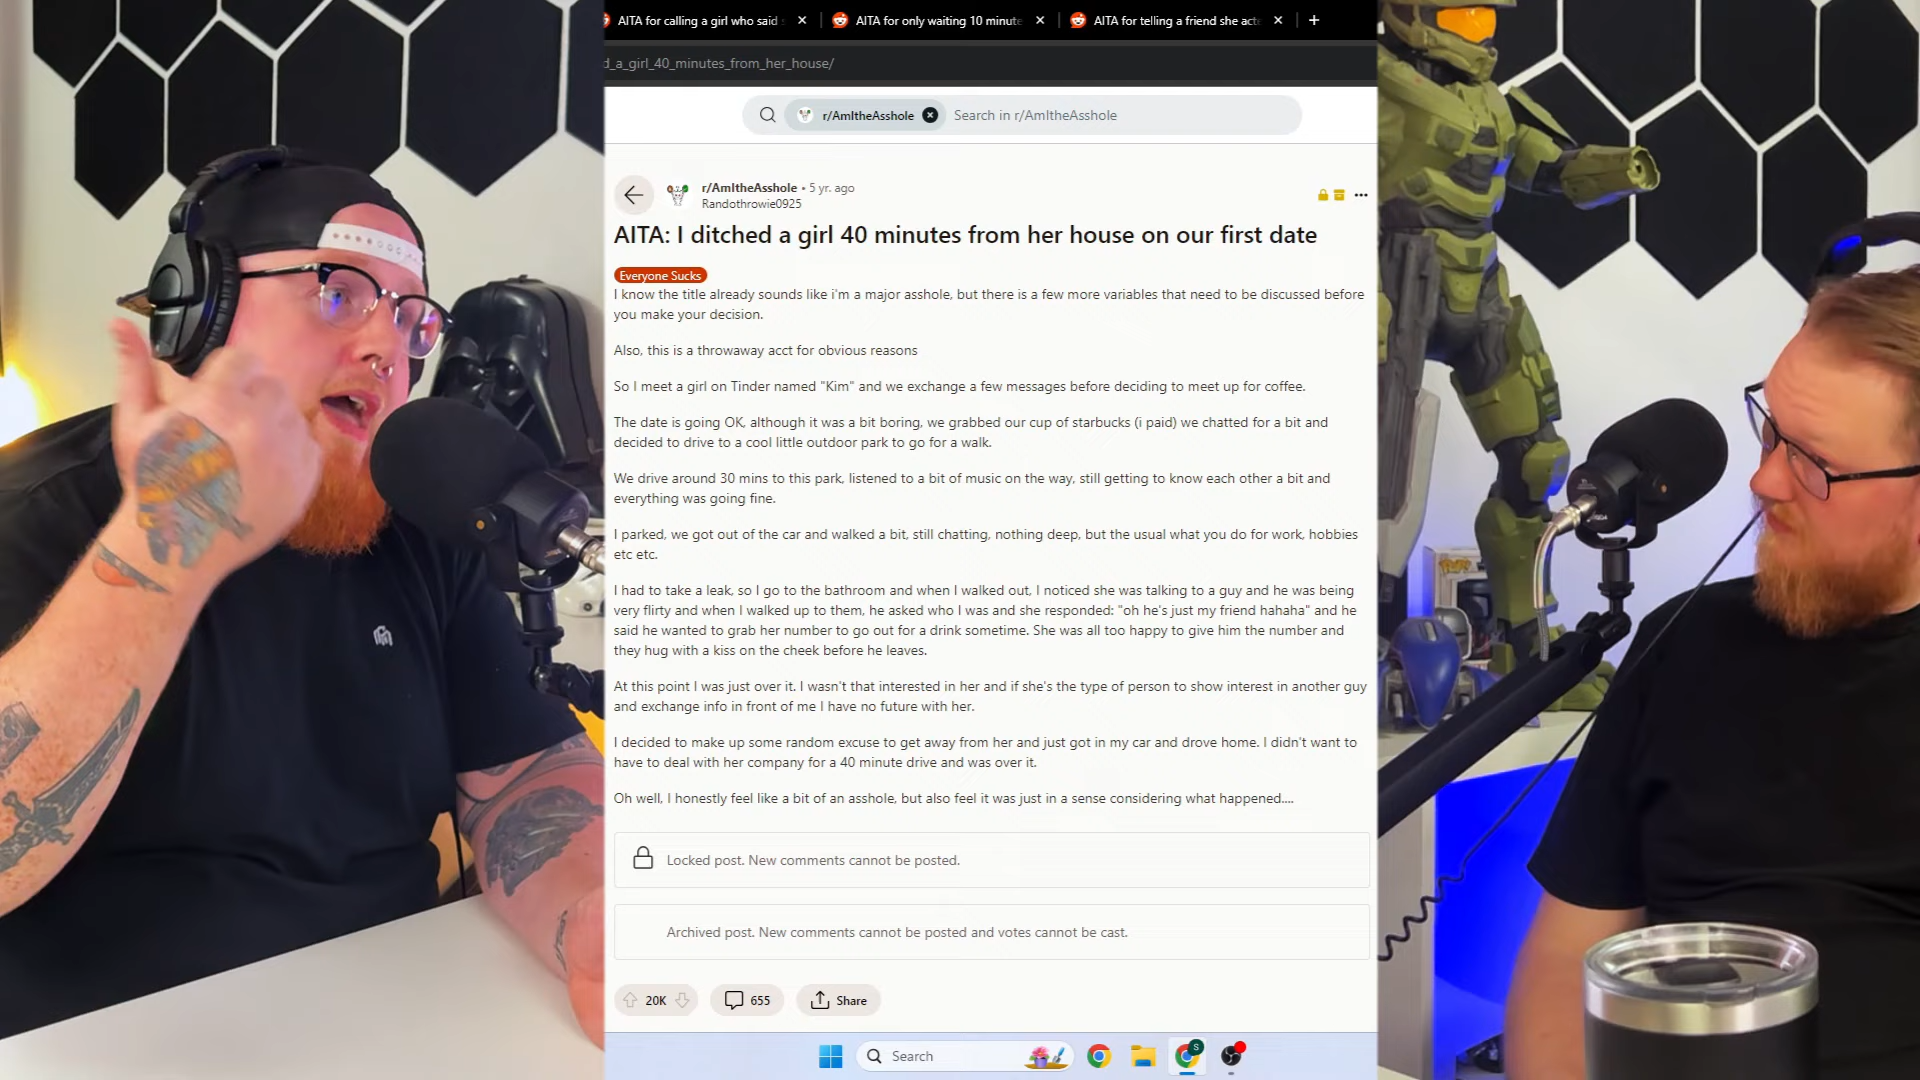 AITA for calling a girl who said
AITA for only waiting 10 minute
AITA for telling a friend she act
d_a_girl_40_minutes_from_her_house/
r/AmItheAsshole
Search in r/AmItheAsshole
r/AmItheAsshole • 5 yr. ago
Randothrowie0925
AITA: I ditched a girl 40 minutes from her house on our first date
Everyone Sucks
I know the title already sounds like i'm a major asshole, but there is a few more variables that need to be discussed before
you make your decision.
Also, this is a throwaway acct for obvious reasons
So I meet a girl on Tinder named "Kim" and we exchange a few messages before deciding to meet up for coffee.
The date is going OK, although it was a bit boring, we grabbed our cup of starbucks (i paid) we chatted for a bit and
decided to drive to a cool little outdoor park to go for a walk.
We drive around 30 mins to this park, listened to a bit of music on the way, still getting to know each other a bit and
everything was going fine.
I parked, we got out of the car and walked a bit, still chatting, nothing deep, but the usual what you do for work, hobbies
etc etc.
I had to take a leak, so I go to the bathroom and when I walked out, I noticed she was talking to a guy and he was being
very flirty and when I walked up to them, he asked who I was and she responded: "oh he's just my friend hahaha" and he
said he wanted to grab her number to go out for a drink sometime. She was all too happy to give him the number and
they hug with a kiss on the cheek before he leaves.
At this point I was just over it. I wasn't that interested in her and if she's the type of person to show interest in another guy
and exchange info in front of me I have no future with her.
I decided to make up some random excuse to get away from her and just got in my car and drove home. I didn't want to
have to deal with her company for a 40 minute drive and was over it.
Oh well, I honestly feel like a bit of an asshole, but also feel it was just in a sense considering what happened....
Locked post. New comments cannot be posted.
Archived post. New comments cannot be posted and votes cannot be cast.
20K
655
Share
Search